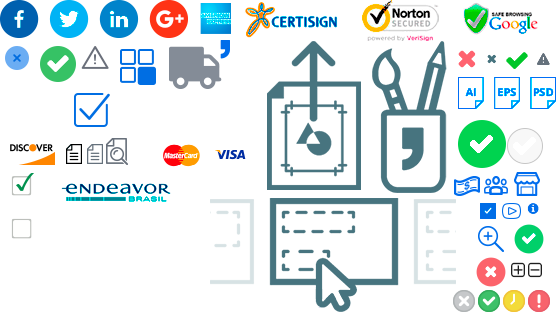 f
in
G+
AMERICAN EXPRESS
CERTISIGN
Norton
SECURED
powered by VeriSign
SAFE BROWSING
Google
AI
EPS
PSD
DISCOVER
MasterCard
VISA
enDeavor
BRASIL